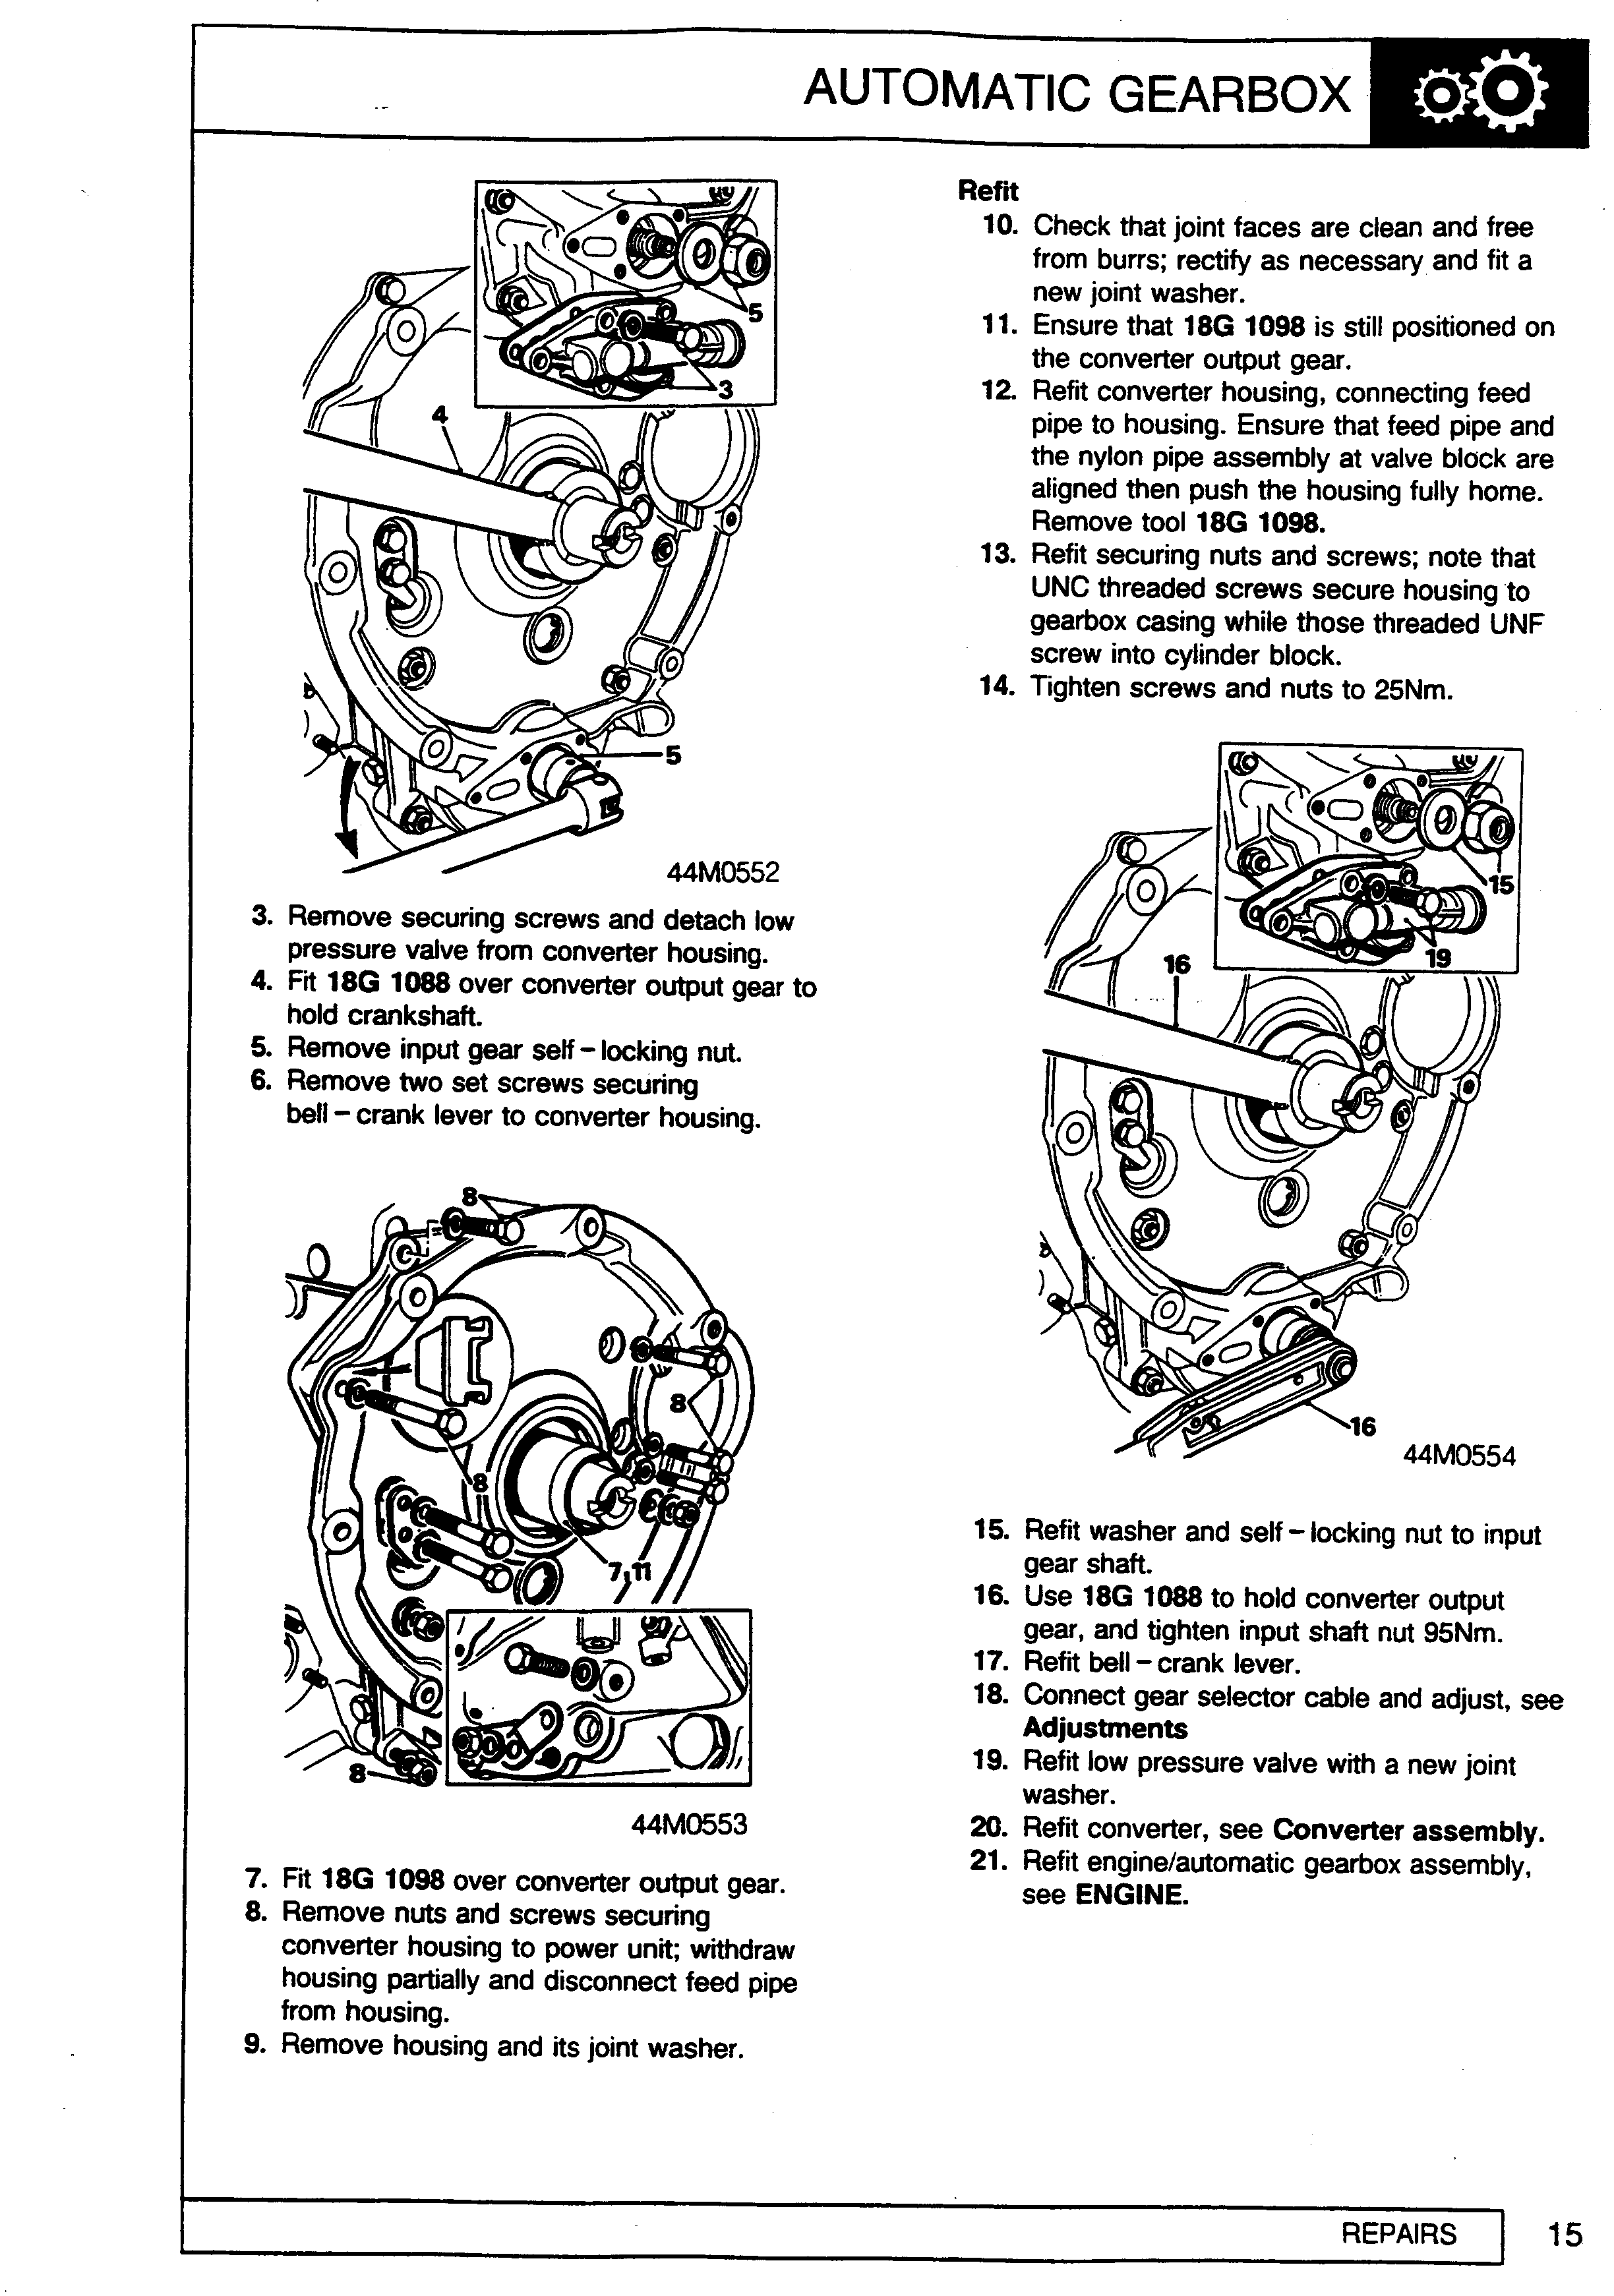 AUTOMATIC GEARBOX
5
3
4
5
44M0552
3. Remove securing screws and detach low
pressure valve from converter housing.
4. Fit 18G 1088 over converter output gear to
hold crankshaft.
5. Remove input gear self – locking nut.
6. Remove two set screws securing
bell – crank lever to converter housing.
8
8
8
7,11
8
44M0553
7. Fit 18G 1098 over converter output gear.
8. Remove nuts and screws securing
converter housing to power unit; withdraw
housing partially and disconnect feed pipe
from housing.
9. Remove housing and its joint washer.
Refit
10. Check that joint faces are clean and free
from burrs; rectify as necessary and fit a
new joint washer.
11. Ensure that 18G 1098 is still positioned on
the converter output gear.
12. Refit converter housing, connecting feed
pipe to housing. Ensure that feed pipe and
the nylon pipe assembly at valve block are
aligned then push the housing fully home.
Remove tool 18G 1098.
13. Refit securing nuts and screws; note that
UNC threaded screws secure housing to
gearbox casing while those threaded UNF
screw into cylinder block.
14. Tighten screws and nuts to 25Nm.
15
19
16
16
44M0554
15. Refit washer and self – locking nut to input
gear shaft.
16. Use 18G 1088 to hold converter output
gear, and tighten input shaft nut 95Nm.
17. Refit bell – crank lever.
18. Connect gear selector cable and adjust, see
Adjustments
19. Refit low pressure valve with a new joint
washer.
20. Refit converter, see Converter assembly.
21. Refit engine/automatic gearbox assembly,
see ENGINE.
REPAIRS
15